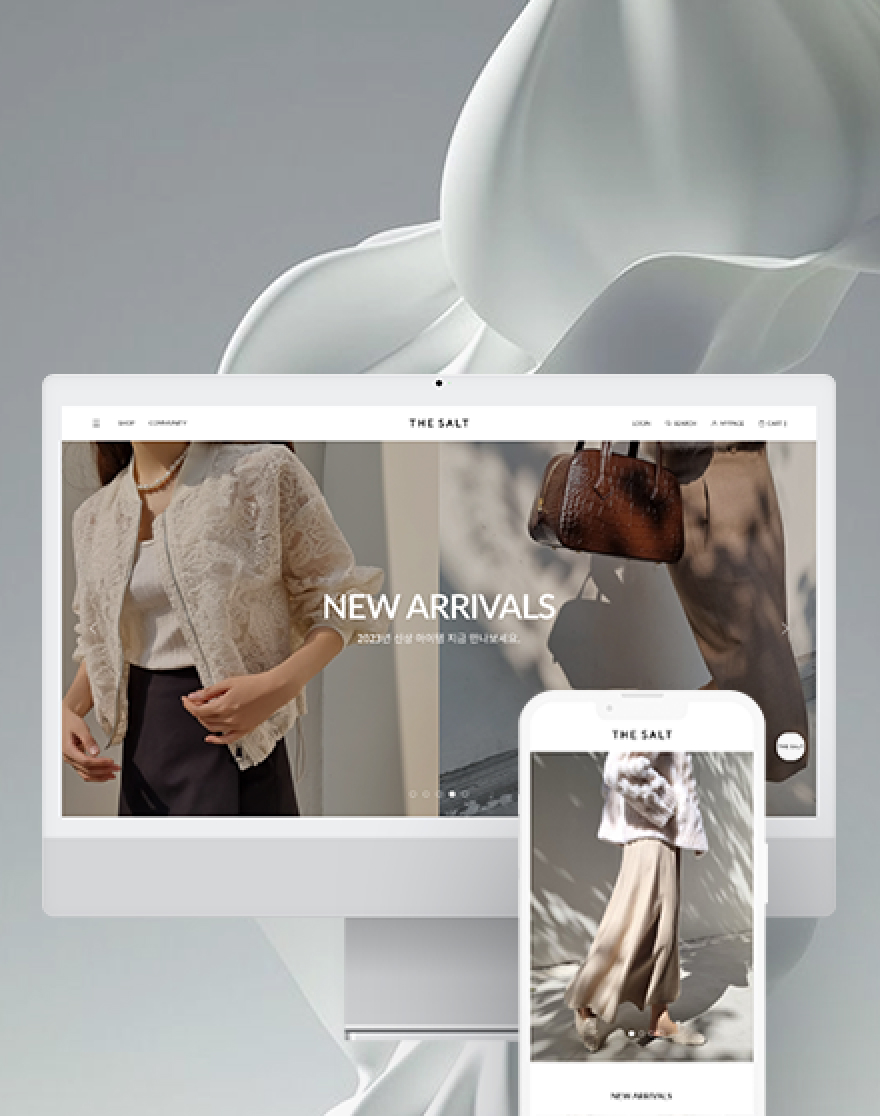 SHOP COMMUNITY THE SALT LOGIN SEARCH MYPAGE CART
NEW ARRIVALS
2023년 신상 아이템 지금 만나보세요.
THE SALT
THE SALT
NEW ARRIVALS